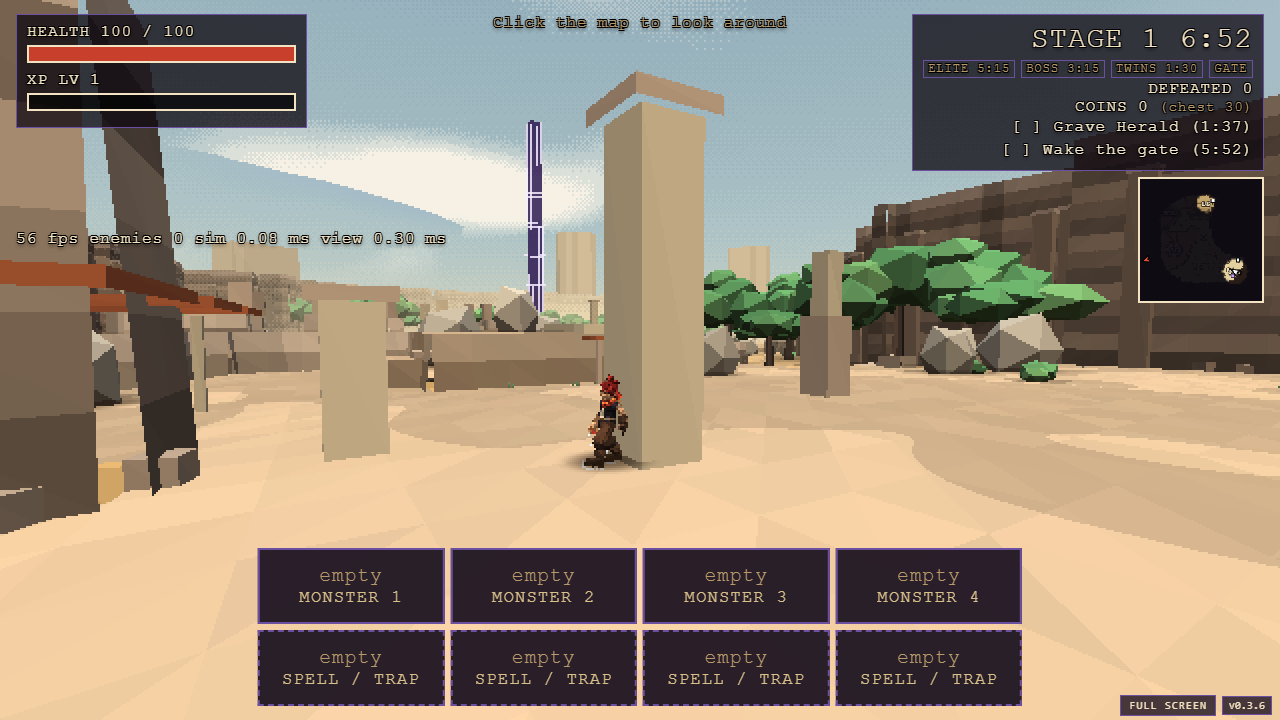 HEALTH 100 / 100
XP LV 1
Click the map to look around
STAGE 1 6:52
ELITE 5:15 BOSS 3:15 TWINS 1:30 GATE
DEFEATED 0
COINS 0 (chest 30)
[ ] Grave Herald (1:37)
[ ] Wake the gate (5:52)
56 fps enemies 0 sim 0.08 ms view 0.30 ms
empty empty empty empty
MONSTER 1 MONSTER 2 MONSTER 3 MONSTER 4
empty empty empty empty
SPELL / TRAP SPELL / TRAP SPELL / TRAP SPELL / TRAP
FULL SCREEN v0.3.6